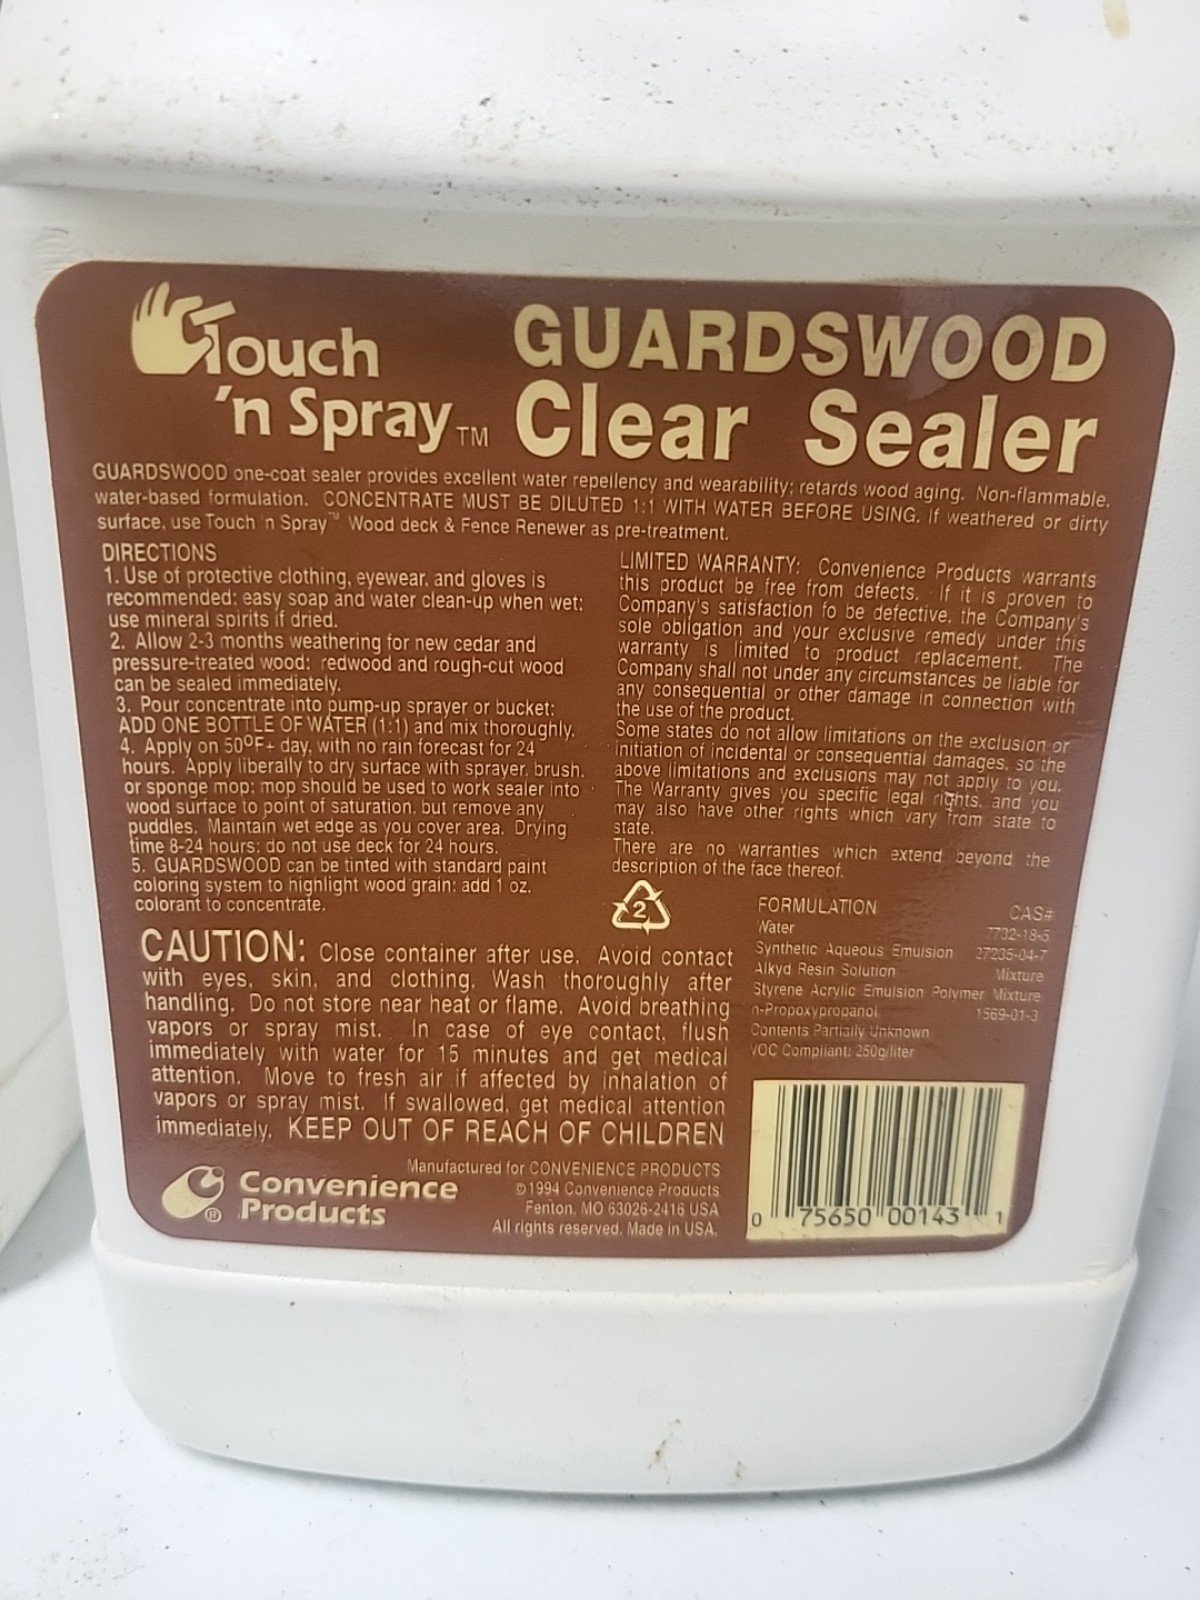 Touch
'n Spray™
GUARDSWOOD
Clear Sealer
GUARDSWOOD one-coat sealer provides excellent water repellency and wearability; retards wood aging. Non-flammable,
water-based formulation. CONCENTRATE MUST BE DILUTED 1:1 WITH WATER BEFORE USING. If weathered or dirty
surface, use Touch 'n Spray™ Wood deck & Fence Renewer as pre-treatment.
DIRECTIONS
1. Use of protective clothing, eyewear, and gloves is
recommended: easy soap and water clean-up when wet:
use mineral spirits if dried.
2. Allow 2-3 months weathering for new cedar and
pressure-treated wood: redwood and rough-cut wood
can be sealed immediately.
3. Pour concentrate into pump-up sprayer or bucket:
ADD ONE BOTTLE OF WATER (1:1) and mix thoroughly.
4. Apply on 50ºF+ day, with no rain forecast for 24
hours. Apply liberally to dry surface with sprayer, brush,
or sponge mop; mop should be used to work sealer into
wood surface to point of saturation, but remove any
puddles. Maintain wet edge as you cover area. Drying
time 8-24 hours: do not use deck for 24 hours.
5. GUARDSWOOD can be tinted with standard paint
coloring system to highlight wood grain: add 1 oz.
colorant to concentrate.
LIMITED WARRANTY: Convenience Products warrants
this product be free from defects. If it is proven to
Company's satisfaction fo be defective, the Company's
sole obligation and your exclusive remedy under this
warranty is limited to product replacement. The
Company shall not under any circumstances be liable for
any consequential or other damage in connection with
the use of the product.
Some states do not allow limitations on the exclusion or
initiation of incidental or consequential damages, so the
above limitations and exclusions may not apply to you.
The Warranty gives you specific legal rights, and you
may also have other rights which vary from state to
state.
There are no warranties which extend beyond the
description of the face thereof.
2
FORMULATION CAS#
Water 7732-18-5
Synthetic Aqueous Emulsion 27235-04-7
Alkyd Resin Solution Mixture
Styrene Acrylic Emulsion Polymer Mixture
n-Propoxypropanol 1569-01-3
Contents Partially Unknown
VOC Compliant: 250g/liter
CAUTION: Close container after use. Avoid contact
with eyes, skin, and clothing. Wash thoroughly after
handling. Do not store near heat or flame. Avoid breathing
vapors or spray mist. In case of eye contact, flush
immediately with water for 15 minutes and get medical
attention. Move to fresh air if affected by inhalation of
vapors or spray mist. If swallowed, get medical attention
immediately. KEEP OUT OF REACH OF CHILDREN
Convenience
Products
®
Manufactured for CONVENIENCE PRODUCTS
©1994 Convenience Products
Fenton, MO 63026-2416 USA
All rights reserved. Made in USA.
0 75650 00143 1